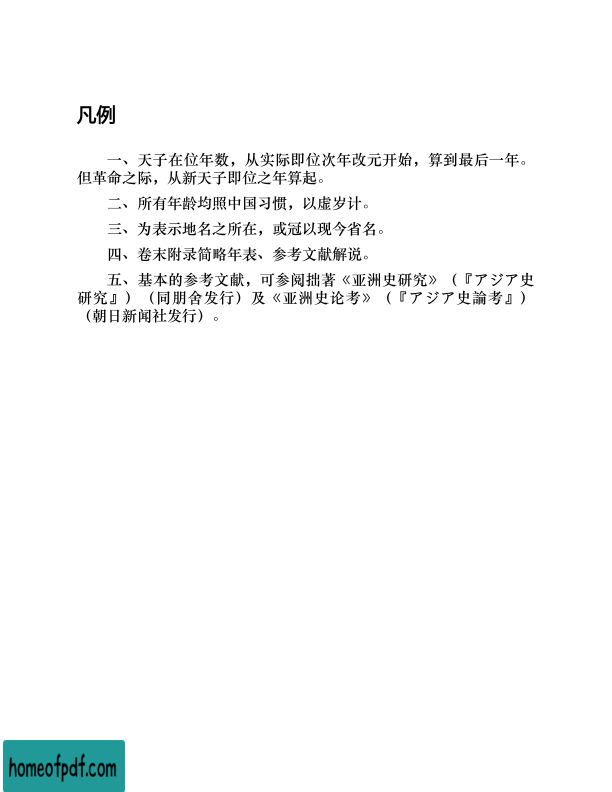 凡例
一、天子在位年数，从实际即位次年改元开始，算到最后一年。
但革命之际，从新天子即位之年算起。
二、所有年龄均照中国习惯，以虚岁计。
三、为表示地名之所在，或冠以现今省名。
四、卷末附录简略年表、参考文献解说。
五、基本的参考文献，可参阅拙著《亚洲史研究》（『アジア史
研究』）（同朋舍发行）及《亚洲史论考》（『アジア史論考』）
（朝日新闻社发行）。
homeofpdf.com